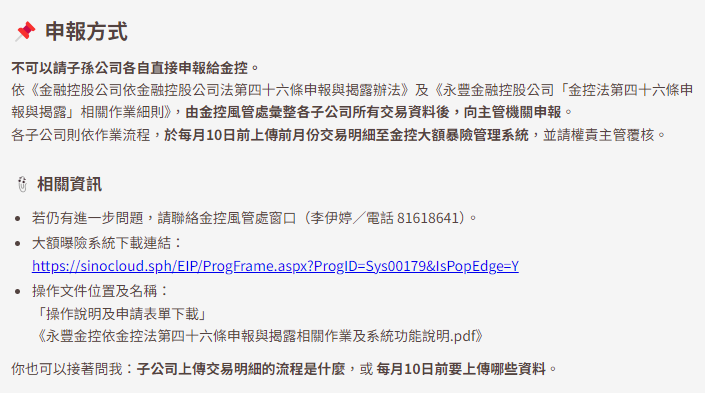 📌 申報方式
不可以請子孫公司各自直接申報給金控。
依《金融控股公司依金融控股公司法第四十六條申報與揭露辦法》及《永豐金融控股公司「金控法第四十六條申
報與揭露」相關作業細則》，由金控風管處彙整各子公司所有交易資料後，向主管機關申報。
各子公司則依作業流程，於每月10日前上傳前月份交易明細至金控大額暴險管理系統，並請權責主管覆核。
📎 相關資訊
• 若仍有進一步問題，請聯絡金控風管處窗口（李伊婷／電話 81618641）。
• 大額曝險系統下載連結：
https://sinocloud.sph/EIP/ProgFrame.aspx?ProgID=Sys00179&IsPopEdge=Y
• 操作文件位置及名稱：
「操作說明及申請表單下載」
《永豐金控依金控法第四十六條申報與揭露相關作業及系統功能說明.pdf》
你也可以接著問我：子公司上傳交易明細的流程是什麼，或 每月10日前要上傳哪些資料。